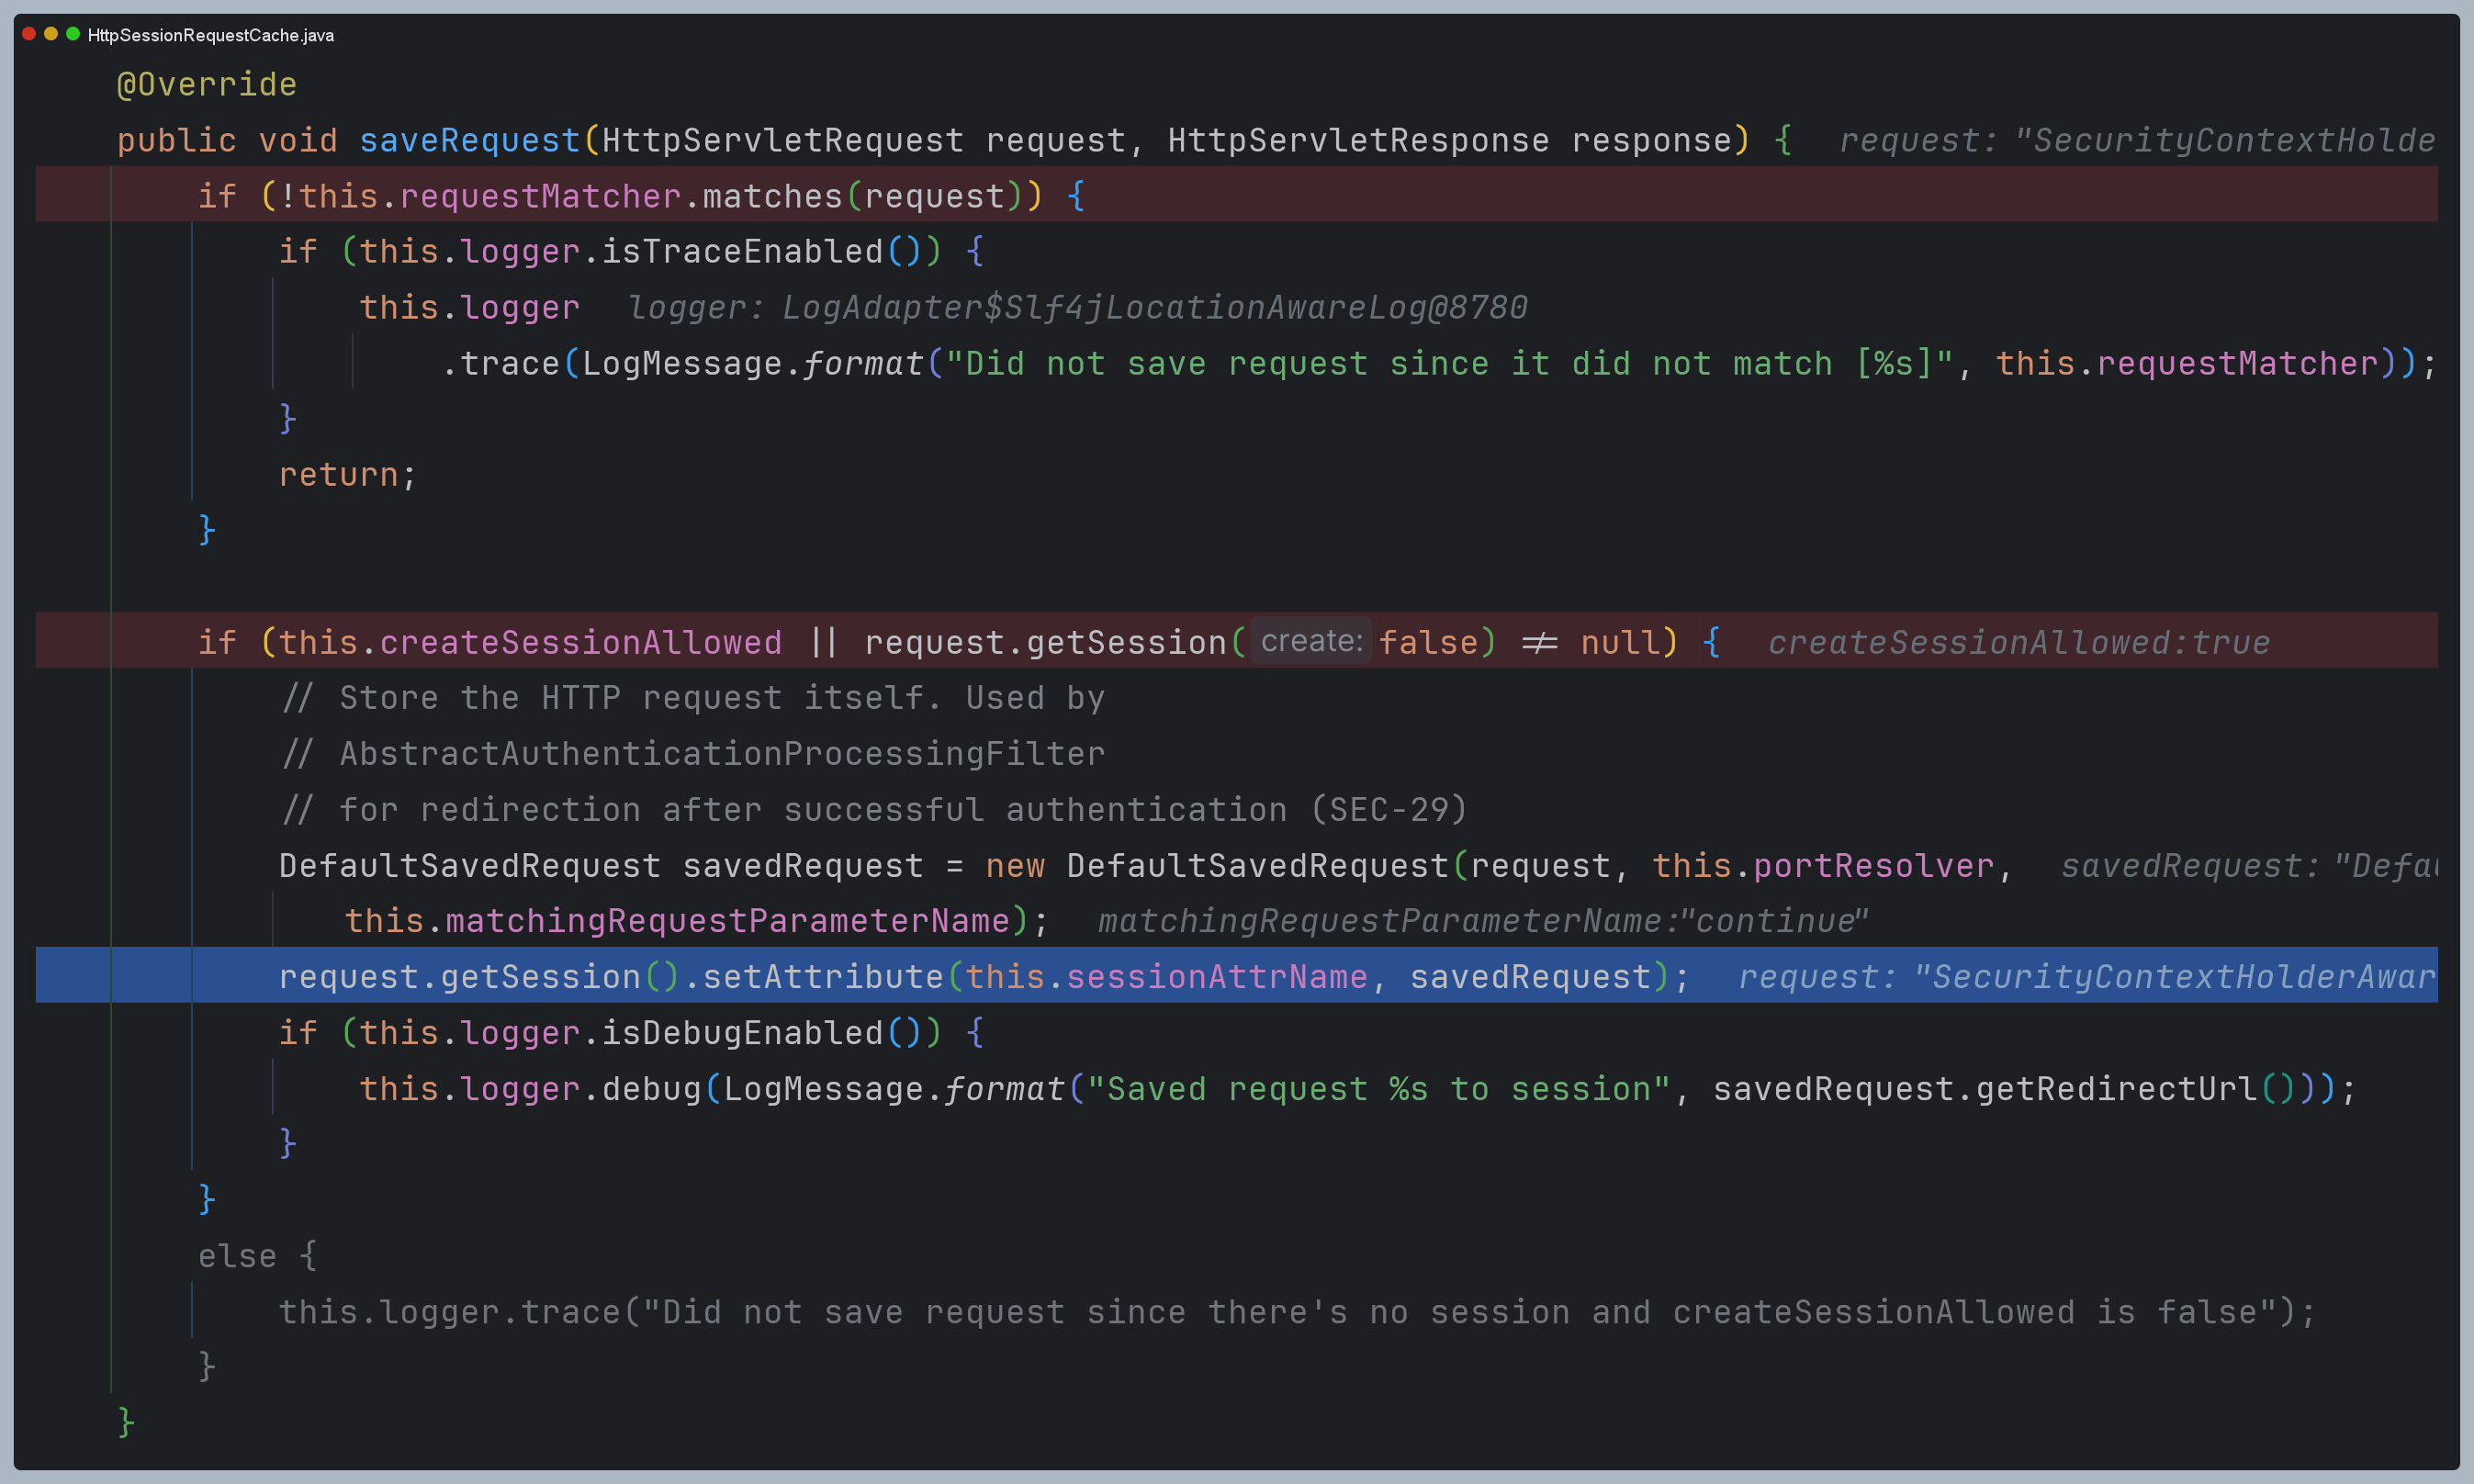 HttpSessionRequestCache.java
@Override
public void saveRequest(HttpServletRequest request, HttpServletResponse response) {   request: "SecurityContextHolde
if (!this.requestMatcher.matches(request)) {
if (this.logger.isTraceEnabled()) {
this.logger   logger: LogAdapter$Slf4jLocationAwareLog@8780
.trace(LogMessage.format("Did not save request since it did not match [%s]", this.requestMatcher));
}
return;
}
if (this.createSessionAllowed || request.getSession( create: false) != null) {   createSessionAllowed:true
// Store the HTTP request itself. Used by
// AbstractAuthenticationProcessingFilter
// for redirection after successful authentication (SEC-29)
DefaultSavedRequest savedRequest = new DefaultSavedRequest(request, this.portResolver,   savedRequest: "Defau
this.matchingRequestParameterName);   matchingRequestParameterName:"continue"
request.getSession().setAttribute(this.sessionAttrName, savedRequest);   request: "SecurityContextHolderAwar
if (this.logger.isDebugEnabled()) {
this.logger.debug(LogMessage.format("Saved request %s to session", savedRequest.getRedirectUrl()));
}
}
else {
this.logger.trace("Did not save request since there's no session and createSessionAllowed is false");
}
}